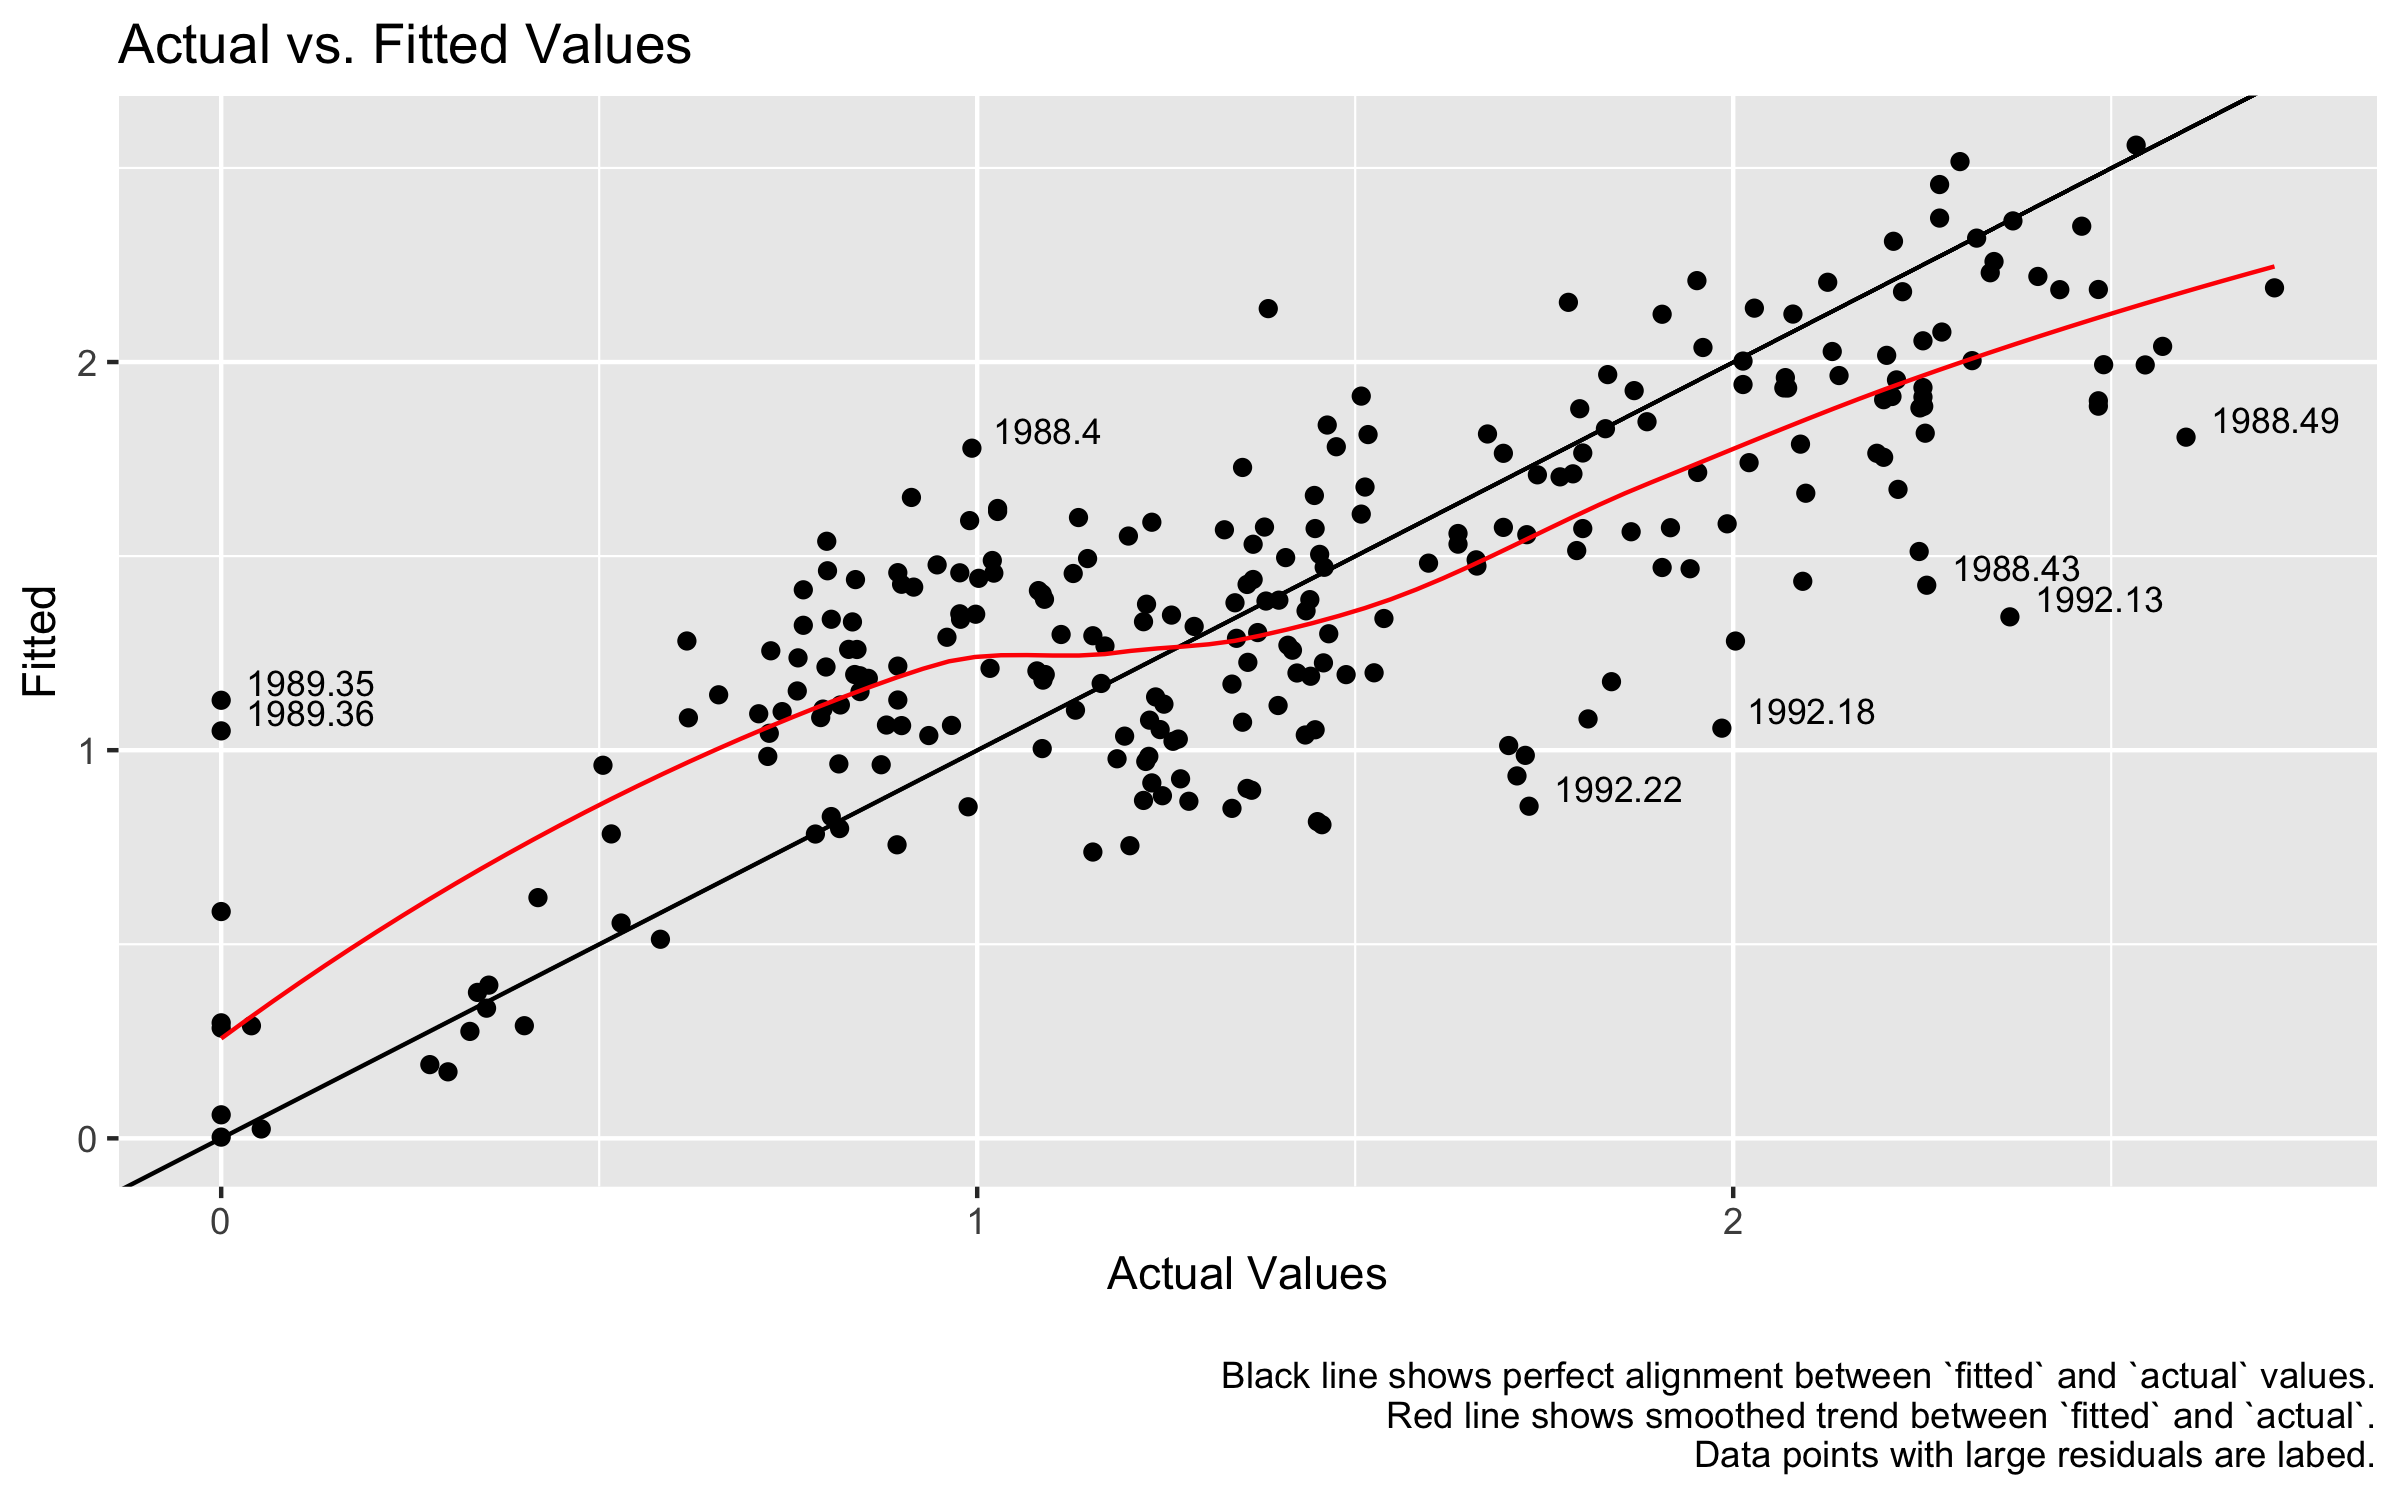 Actual vs. Fitted Values
2
1
0
Fitted
1988.4
1988.49
1988.43
1992.13
1989.35
1989.36
1992.18
1992.22
0
1
2
Actual Values
Black line shows perfect alignment between `fitted` and `actual` values.
Red line shows smoothed trend between `fitted` and `actual`.
Data points with large residuals are labed.